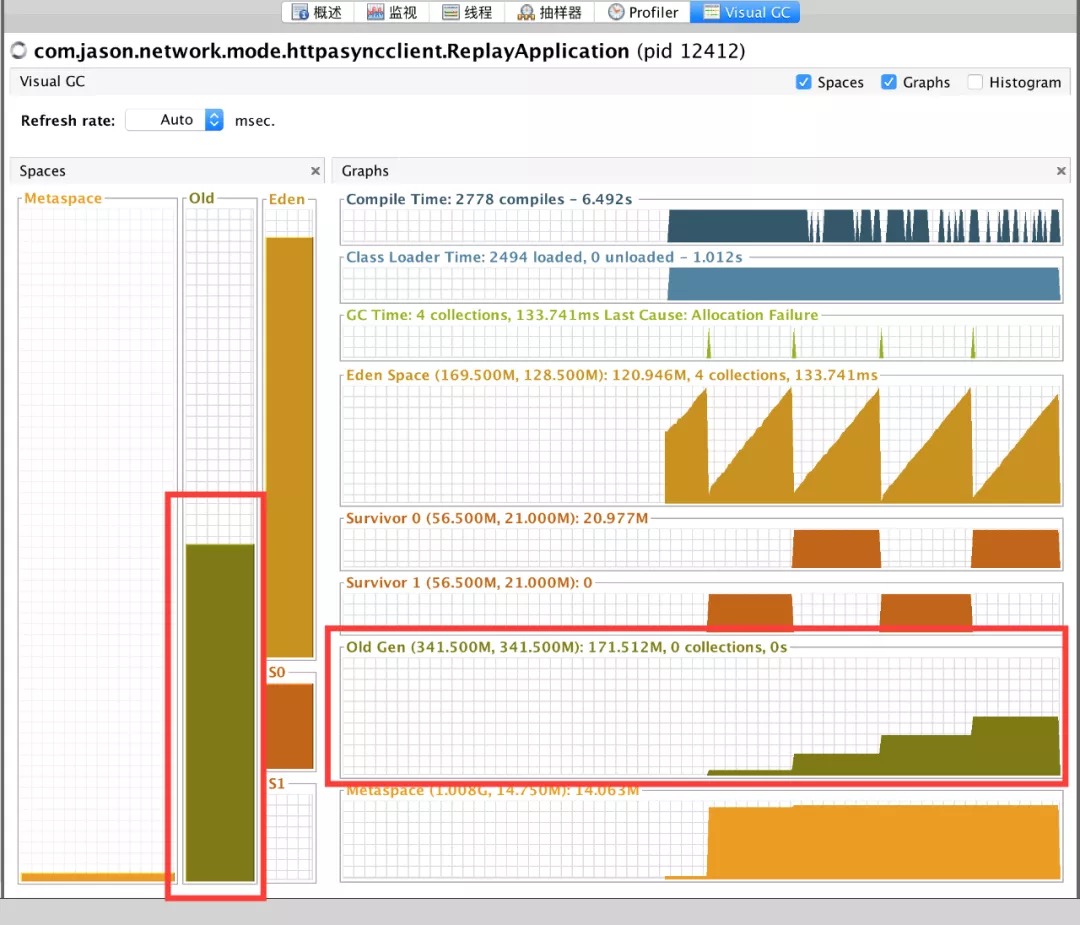 概述 监视 线程 抽样器 Profiler Visual GC
com.jason.network.mode.httpasyncclient.ReplayApplication (pid 12412)
Visual GC Spaces Graphs Histogram
Refresh rate: Auto msec.
Spaces
Metaspace Old Eden
S0
S1
Graphs
Compile Time: 2778 compiles - 6.492s
Class Loader Time: 2494 loaded, 0 unloaded - 1.012s
GC Time: 4 collections, 133.741ms Last Cause: Allocation Failure
Eden Space (169.500M, 128.500M): 120.946M, 4 collections, 133.741ms
Survivor 0 (56.500M, 21.000M): 20.977M
Survivor 1 (56.500M, 21.000M): 0
Old Gen (341.500M, 341.500M): 171.512M, 0 collections, 0s
Metaspace (1.008G, 14.750M): 14.063M